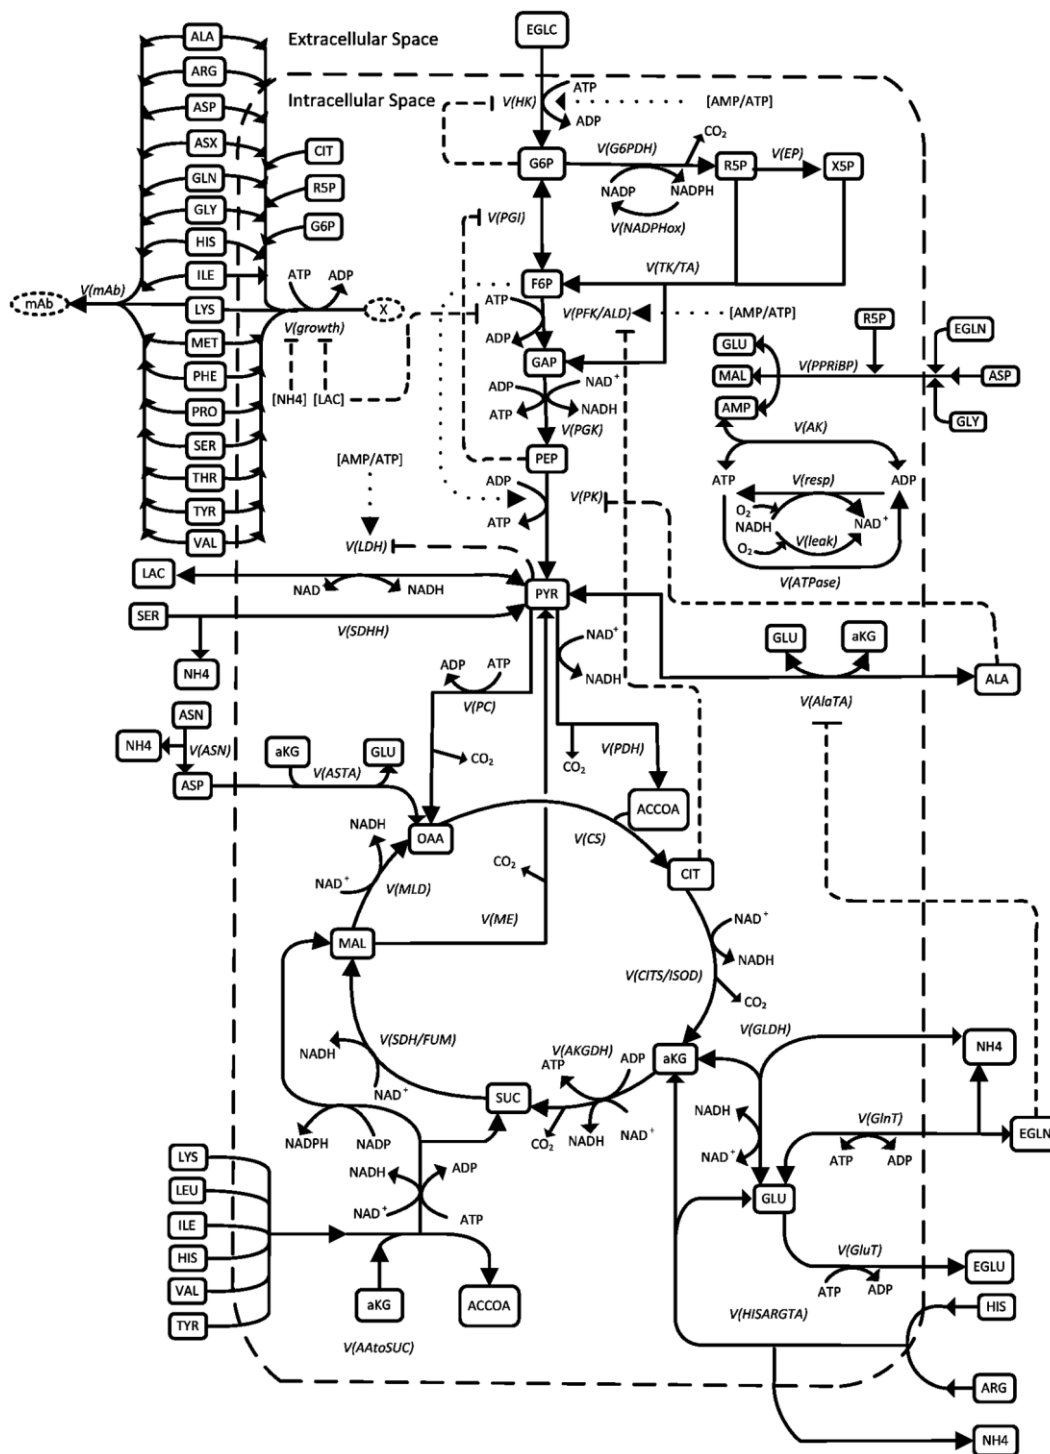 Extracellular Space
Intracellular Space
EGLC
ALA
ARG
ASP
ASX
GLN
GLY
HIS
ILE
LYS
MET
PHE
PRO
SER
THR
TYR
VAL
CIT
R5P
G6P
mAb
V(mAb)
ATP
ADP
X
V(growth)
[NH4] [LAC]
V(HK)
ATP
ADP
[AMP/ATP]
G6P
V(G6PDH)
CO2
R5P
V(EP)
X5P
NADP
NADPH
V(NADPHox)
V(PGI)
V(TK/TA)
F6P
ATP
ADP
V(PFK/ALD)
[AMP/ATP]
GAP
ADP
ATP
NAD+
NADH
V(PGK)
PEP
ADP
ATP
V(PK)
[AMP/ATP]
V(LDH)
R5P
EGLN
GLU
MAL
AMP
V(PPRiBP)
ASP
GLY
V(AK)
ATP
ADP
V(resp)
O2
NADH
NAD+
O2
V(leak)
V(ATPase)
LAC
NAD
NADH
PYR
SER
V(SDHH)
NH4
NAD+
NADH
GLU
aKG
ALA
V(AlaTA)
ADP
ATP
V(PC)
CO2
V(PDH)
CO2
ASN
NH4
V(ASN)
ASP
aKG
V(ASTA)
GLU
ACCOA
OAA
V(CS)
CIT
NADH
NAD+
V(MLD)
CO2
V(ME)
MAL
NAD+
NADH
V(CITS/ISOD)
CO2
V(GLDH)
NADH
V(SDH/FUM)
NAD+
V(AKGDH)
ATP
ADP
aKG
NH4
SUC
CO2
NADH
NAD+
NADH
NAD+
V(GlnT)
ATP
ADP
EGLN
NADPH
NADP
LYS
LEU
ILE
HIS
VAL
TYR
NADH
ADP
NAD+
ATP
GLU
V(GluT)
ATP
ADP
EGLU
aKG
ACCOA
V(AAtoSUC)
V(HISARGTA)
HIS
ARG
NH4